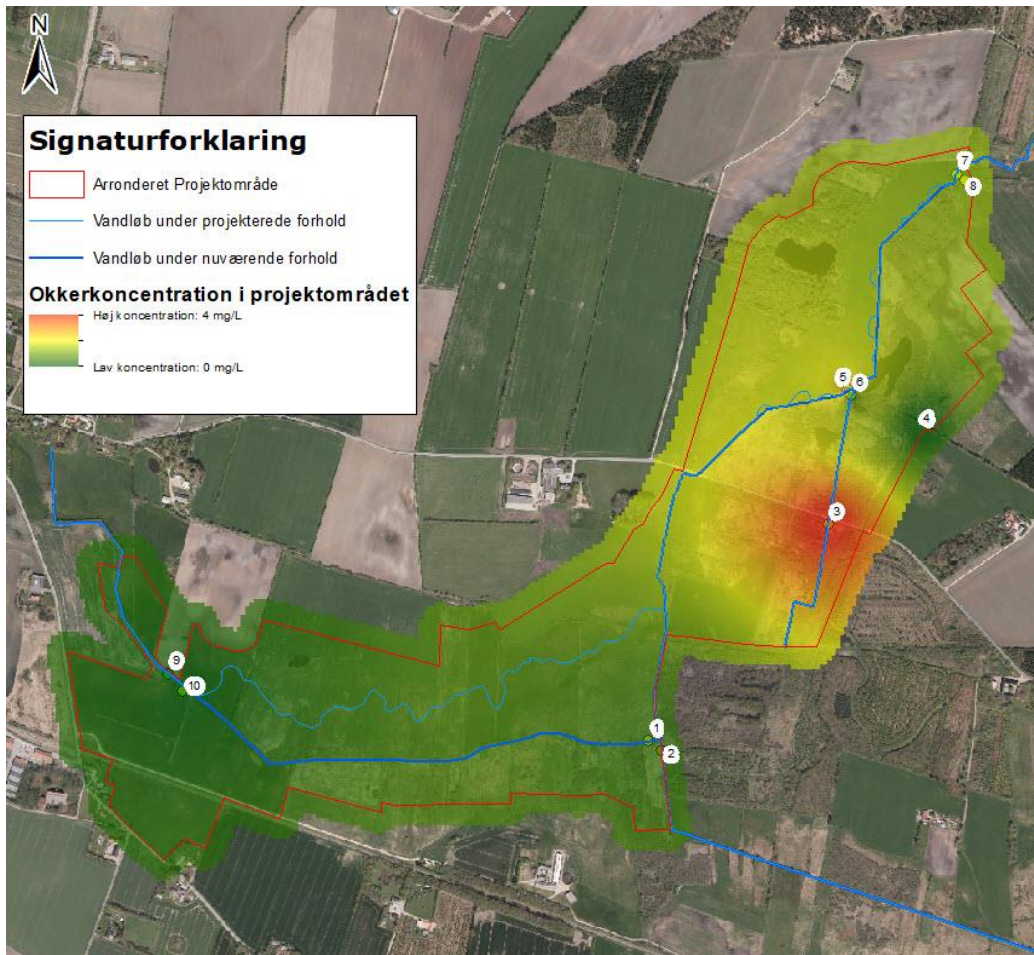 N
Signaturforklaring
Arronderet Projektområde
Vandløb under projekterede forhold
Vandløb under nuværende forhold
Okkerkoncentration i projektområdet
Høj koncentration: 4 mg/L
Lav koncentration: 0 mg/L
7
8
5
6
4
3
9
10
1
2